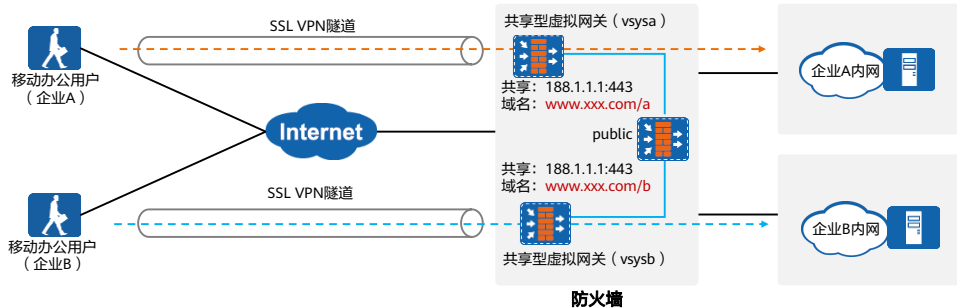 SSL VPN隧道
共享型虚拟网关（vsysa）
移动办公用户
（企业A）
企业A内网
共享：188.1.1.1:443
域名：www.xxx.com/a
Internet
public
共享：188.1.1.1:443
域名：www.xxx.com/b
SSL VPN隧道
移动办公用户
（企业B）
企业B内网
共享型虚拟网关（vsysb）
防火墙